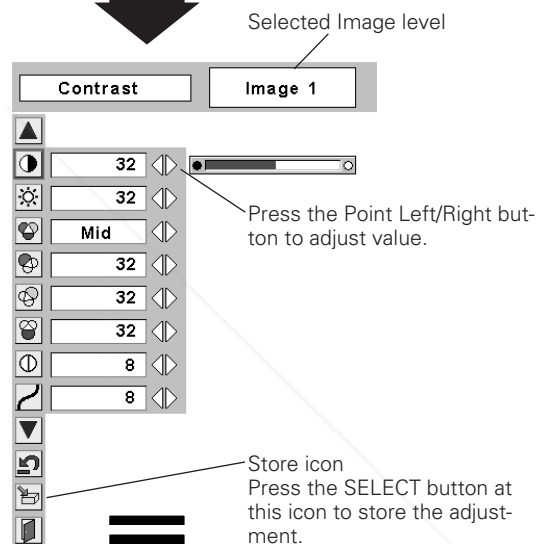 Selected Image level
Contrast
Image 1
32
32
Press the Point Left/Right but-
ton to adjust value.
Mid
32
32
32
8
8
Store icon
Press the SELECT button at
this icon to store the adjust-
ment.